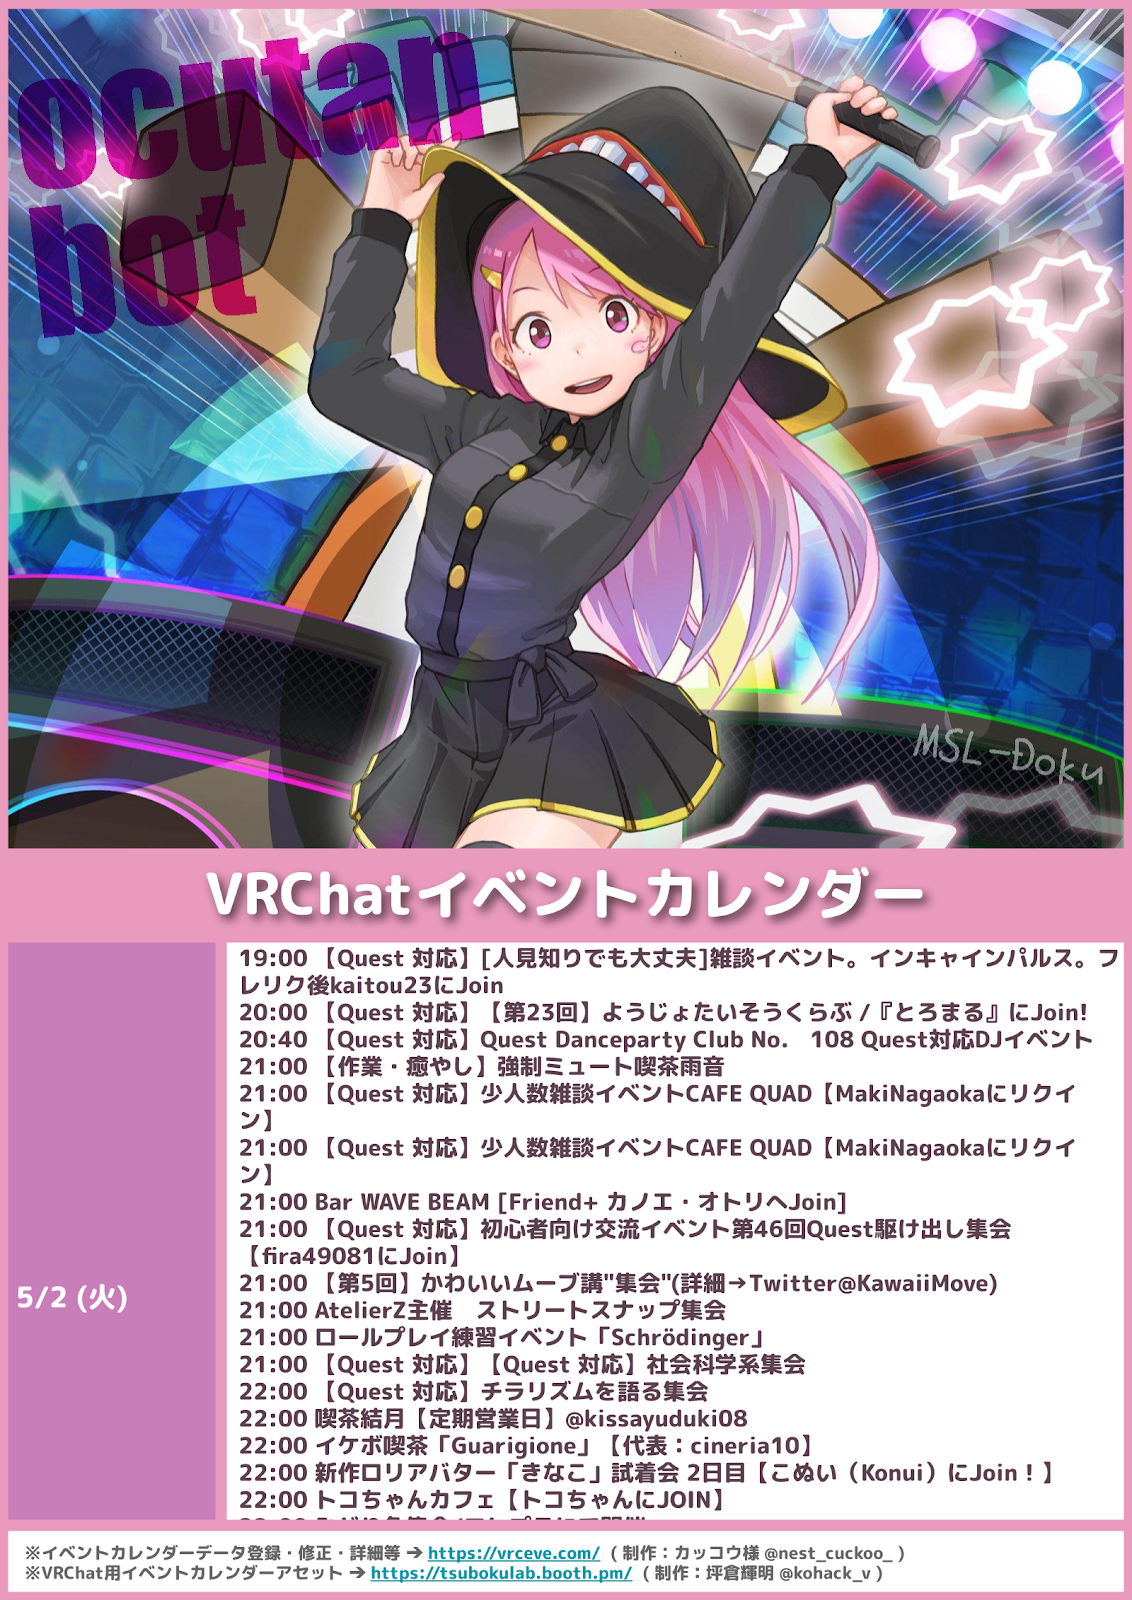 ocutan
bot
MSL-Doku
VRChatイベントカレンダー
5/2 (火)
19:00 【Quest 対応】[人見知りでも大丈夫]雑談イベント。インキャインパルス。フ
レリク後kaitou23にJoin
20:00 【Quest 対応】【第23回】ようじょたいそうくらぶ /『とろまる』にJoin!
20:40 【Quest 対応】Quest Danceparty Club No.　108 Quest対応DJイベント
21:00 【作業・癒やし】強制ミュート喫茶雨音
21:00 【Quest 対応】少人数雑談イベントCAFE QUAD【MakiNagaokaにリクイ
ン】
21:00 【Quest 対応】少人数雑談イベントCAFE QUAD【MakiNagaokaにリクイ
ン】
21:00 Bar WAVE BEAM [Friend+ カノエ・オトリへJoin]
21:00 【Quest 対応】初心者向け交流イベント第46回Quest駆け出し集会
【fira49081にJoin】
21:00 【第5回】かわいいムーブ講"集会"(詳細→Twitter@KawaiiMove)
21:00 AtelierZ主催　ストリートスナップ集会
21:00 ロールプレイ練習イベント「Schrödinger」
21:00 【Quest 対応】【Quest 対応】社会科学系集会
22:00 【Quest 対応】チラリズムを語る集会
22:00 喫茶結月【定期営業日】@kissayuduki08
22:00 イケボ喫茶「Guarigione」【代表：cineria10】
22:00 新作ロリアバター「きなこ」試着会 2日目【こぬい（Konui）にJoin！】
22:00 トコちゃんカフェ【トコちゃんにJOIN】
※イベントカレンダーデータ登録・修正・詳細等 → https://vrceve.com/ （ 制作：カッコウ様 @nest_cuckoo_ ）
※VRChat用イベントカレンダーアセット → https://tsubokulab.booth.pm/ （ 制作：坪倉輝明 @kohack_v ）